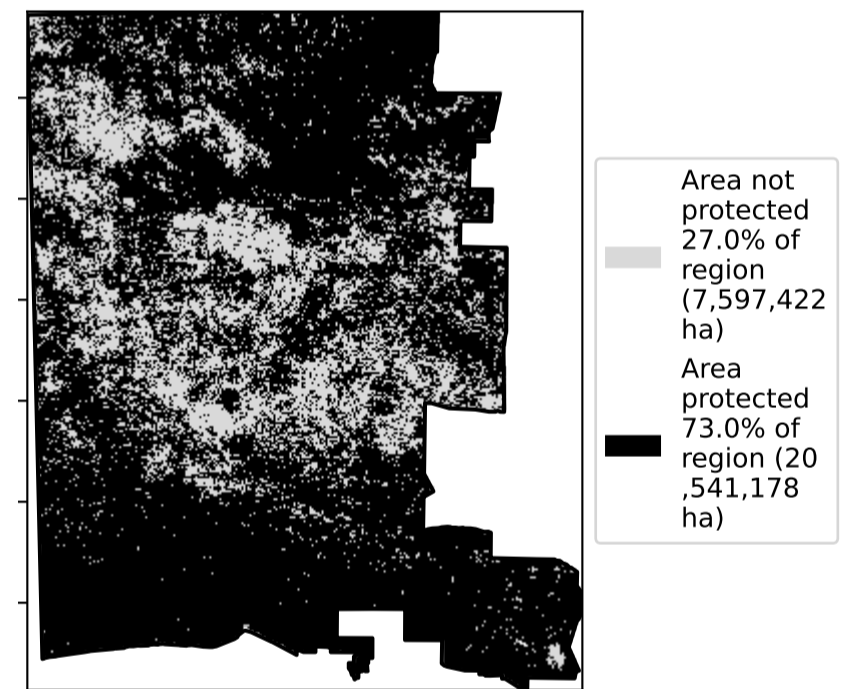 Area not
protected
27.0% of
region
(7,597,422
ha)
Area
protected
73.0% of
region (20
,541,178
ha)